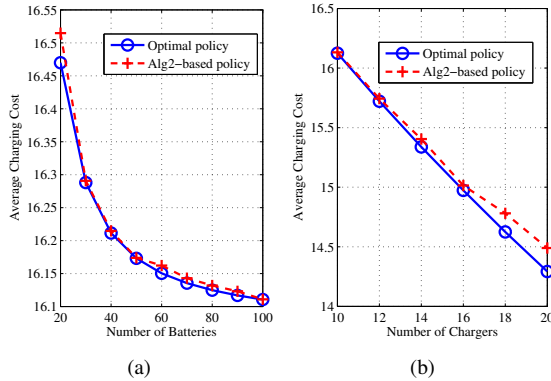 16.55
16.5
16.45
16.4
16.35
16.3
16.25
16.2
16.15
16.1
20 40 60 80 100
Average Charging Cost
Number of Batteries
Optimal policy
Alg2−based policy
(a)
16.5
16
15.5
15
14.5
14
10 12 14 16 18 20
Average Charging Cost
Number of Chargers
Optimal policy
Alg2−based policy
(b)